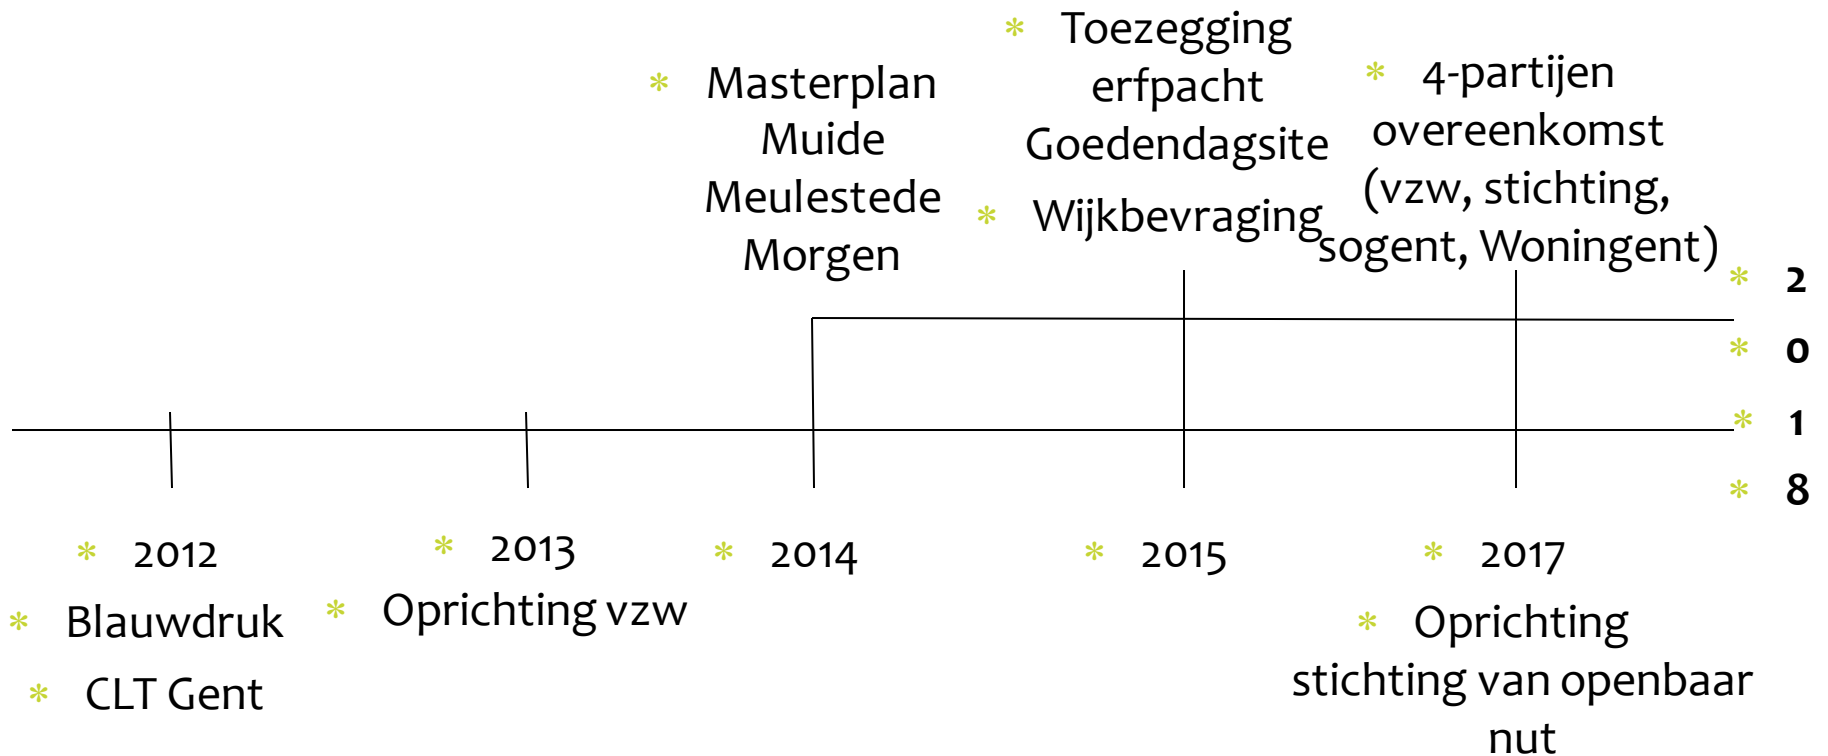 * Masterplan
Muide
Meulestede
Morgen
* Toezegging
erfpacht
Goedendagsite
* Wijkbevraging
* 4-partijen
overeenkomst
(vzw, stichting,
sogent, Woningent)
* 2
* 0
* 1
* 8
* 2012
* Blauwdruk
* CLT Gent
* 2013
* Oprichting vzw
* 2014
* 2015
* 2017
* Oprichting
stichting van openbaar
nut